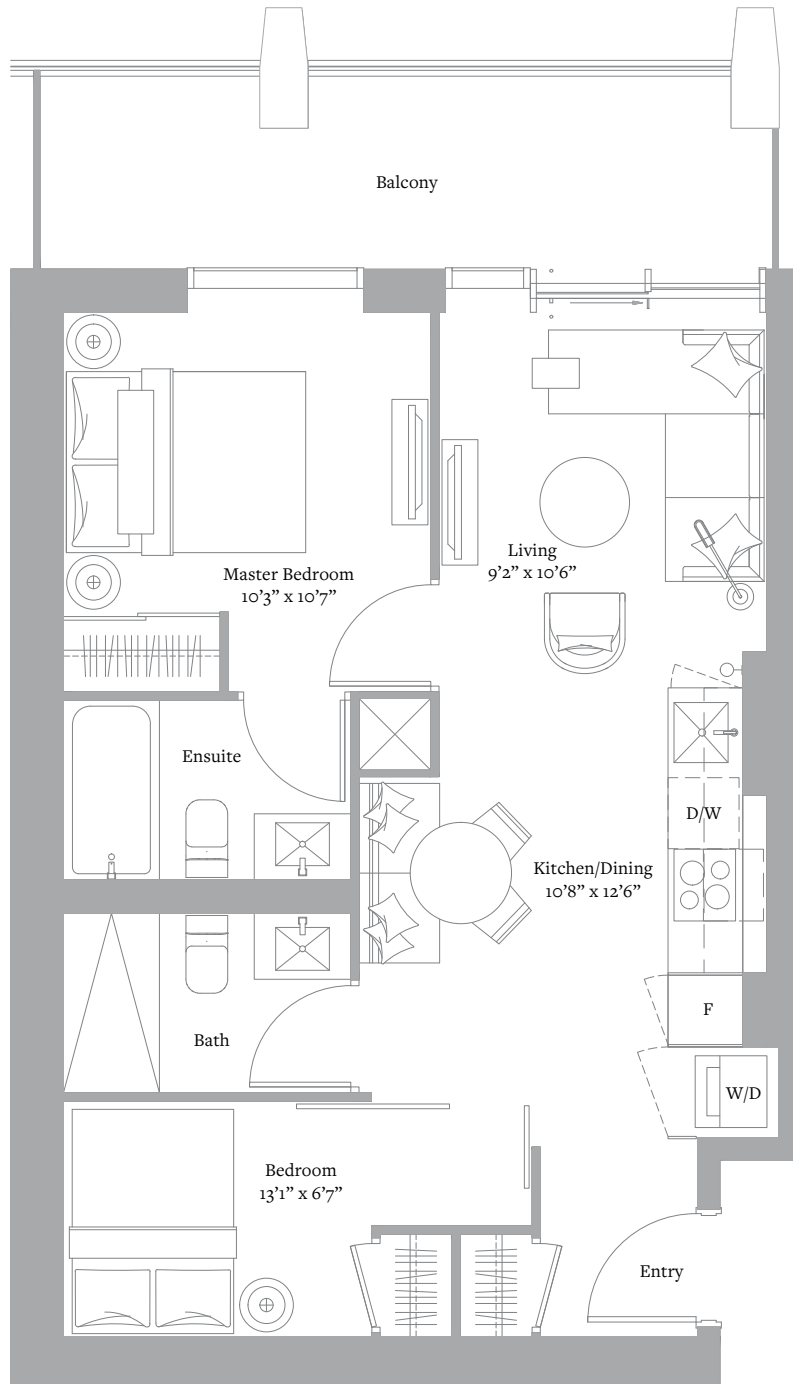 Balcony
Master Bedroom
10’3” x 10’7”
Living
9’2” x 10’6”
Ensuite
D/W
Kitchen/Dining
10’8” x 12’6”
F
Bath
W/D
Bedroom
13’1” x 6’7”
Entry